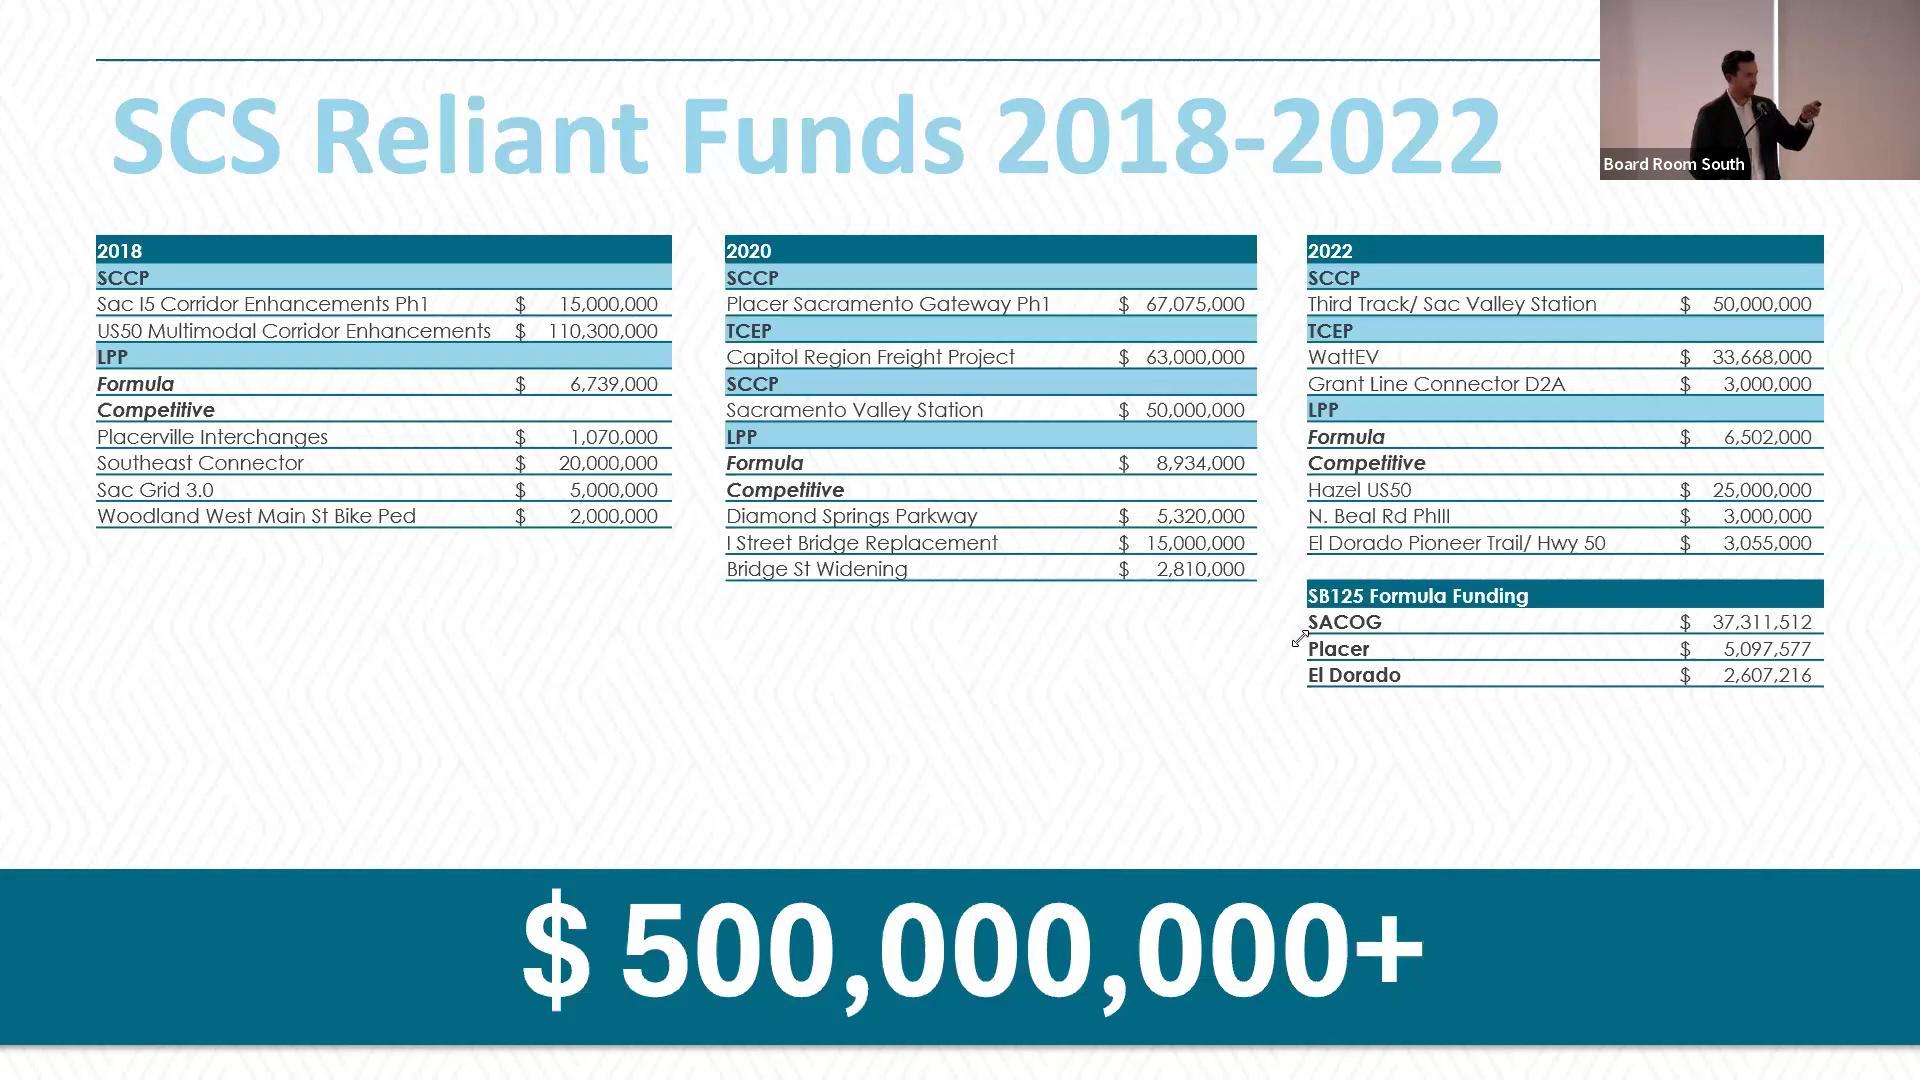 SCS Reliant Funds 2018-2022
Board Room South
2018
SCCP
Sac I5 Corridor Enhancements Ph1 $ 15,000,000
US50 Multimodal Corridor Enhancements $ 110,300,000
LPP
Formula $ 6,739,000
Competitive
Placerville Interchanges $ 1,070,000
Southeast Connector $ 20,000,000
Sac Grid 3.0 $ 5,000,000
Woodland West Main St Bike Ped $ 2,000,000
2020
SCCP
Placer Sacramento Gateway Ph1 $ 67,075,000
TCEP
Capitol Region Freight Project $ 63,000,000
SCCP
Sacramento Valley Station $ 50,000,000
LPP
Formula $ 8,934,000
Competitive
Diamond Springs Parkway $ 5,320,000
I Street Bridge Replacement $ 15,000,000
Bridge St Widening $ 2,810,000
2022
SCCP
Third Track/ Sac Valley Station $ 50,000,000
TCEP
WattEV $ 33,668,000
Grant Line Connector D2A $ 3,000,000
LPP
Formula $ 6,502,000
Competitive
Hazel US50 $ 25,000,000
N. Beal Rd PhIII $ 3,000,000
El Dorado Pioneer Trail/ Hwy 50 $ 3,055,000
SB125 Formula Funding
SACOG $ 37,311,512
Placer $ 5,097,577
El Dorado $ 2,607,216
$ 500,000,000+